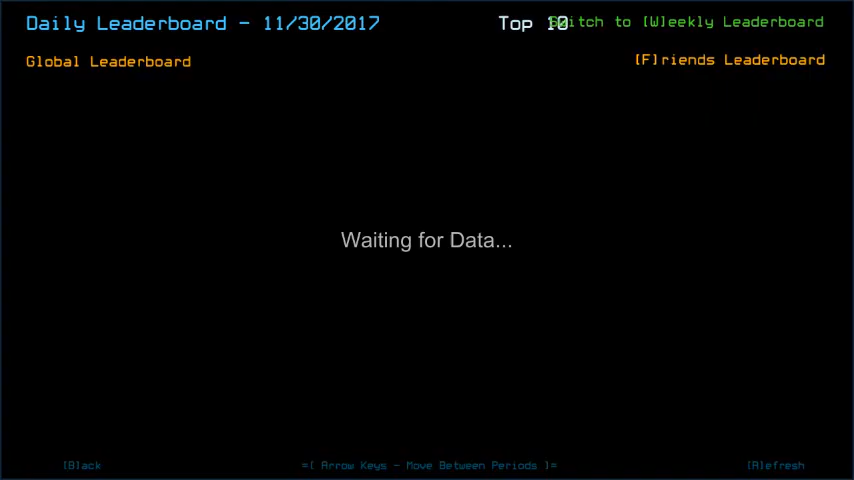 Daily Leaderboard - 11/30/2017
Top 10
Switch to [W]eekly Leaderboard
Global Leaderboard
[F]riends Leaderboard
Waiting for Data...
[B]ack
=[ Arrow Keys - Move Between Periods ]=
[R]efresh